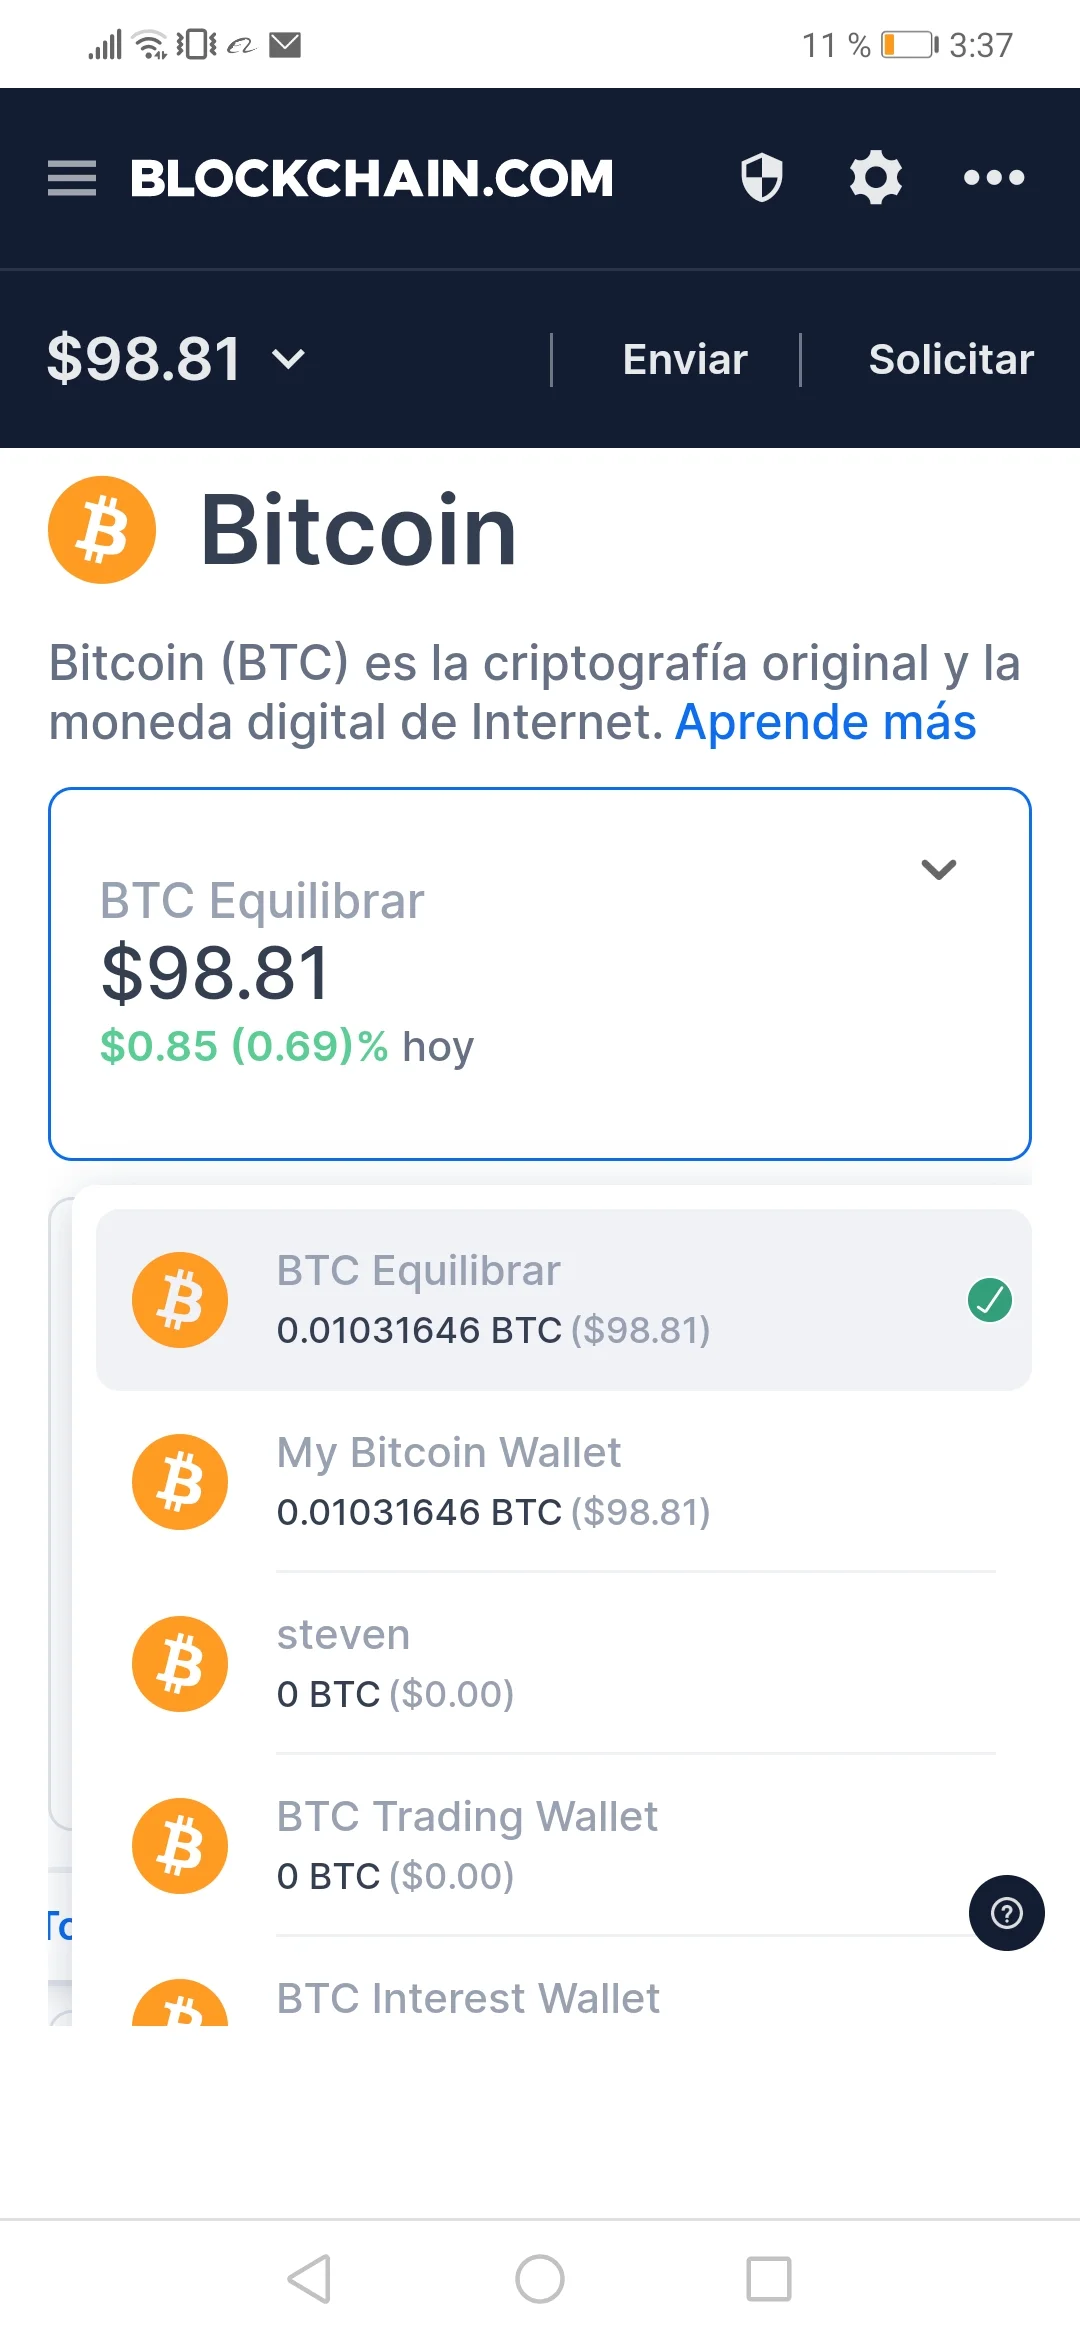 11 % 3:37
BLOCKCHAIN.COM
$98.81 Enviar Solicitar
Bitcoin
Bitcoin (BTC) es la criptografía original y la
moneda digital de Internet. Aprende más
BTC Equilibrar
$98.81
$0.85 (0.69)% hoy
BTC Equilibrar
0.01031646 BTC ($98.81)
My Bitcoin Wallet
0.01031646 BTC ($98.81)
steven
0 BTC ($0.00)
BTC Trading Wallet
0 BTC ($0.00)
BTC Interest Wallet